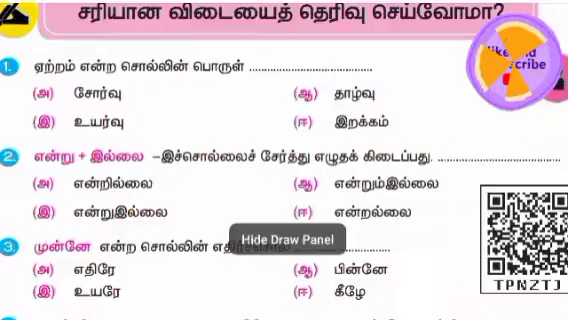 சரியான விடையைத் தெரிவு செய்வோமா?
1. ஏற்றம் என்ற சொல்லின் பொருள் ........................................
(அ) சோர்வு (ஆ) தாழ்வு
(இ) உயர்வு (ஈ) இறக்கம்
2. என்று + இல்லை –இச்சொல்லைச் சேர்த்து எழுதக் கிடைப்பது. ........................................
(அ) என்றில்லை (ஆ) என்றும்இல்லை
(இ) என்றுஇல்லை (ஈ) என்றல்லை
Hide Draw Panel
3. முன்னே என்ற சொல்லின் ........................
(அ) எதிரே (ஆ) பின்னே
(இ) உயரே (ஈ) கீழே
TPNZTJ